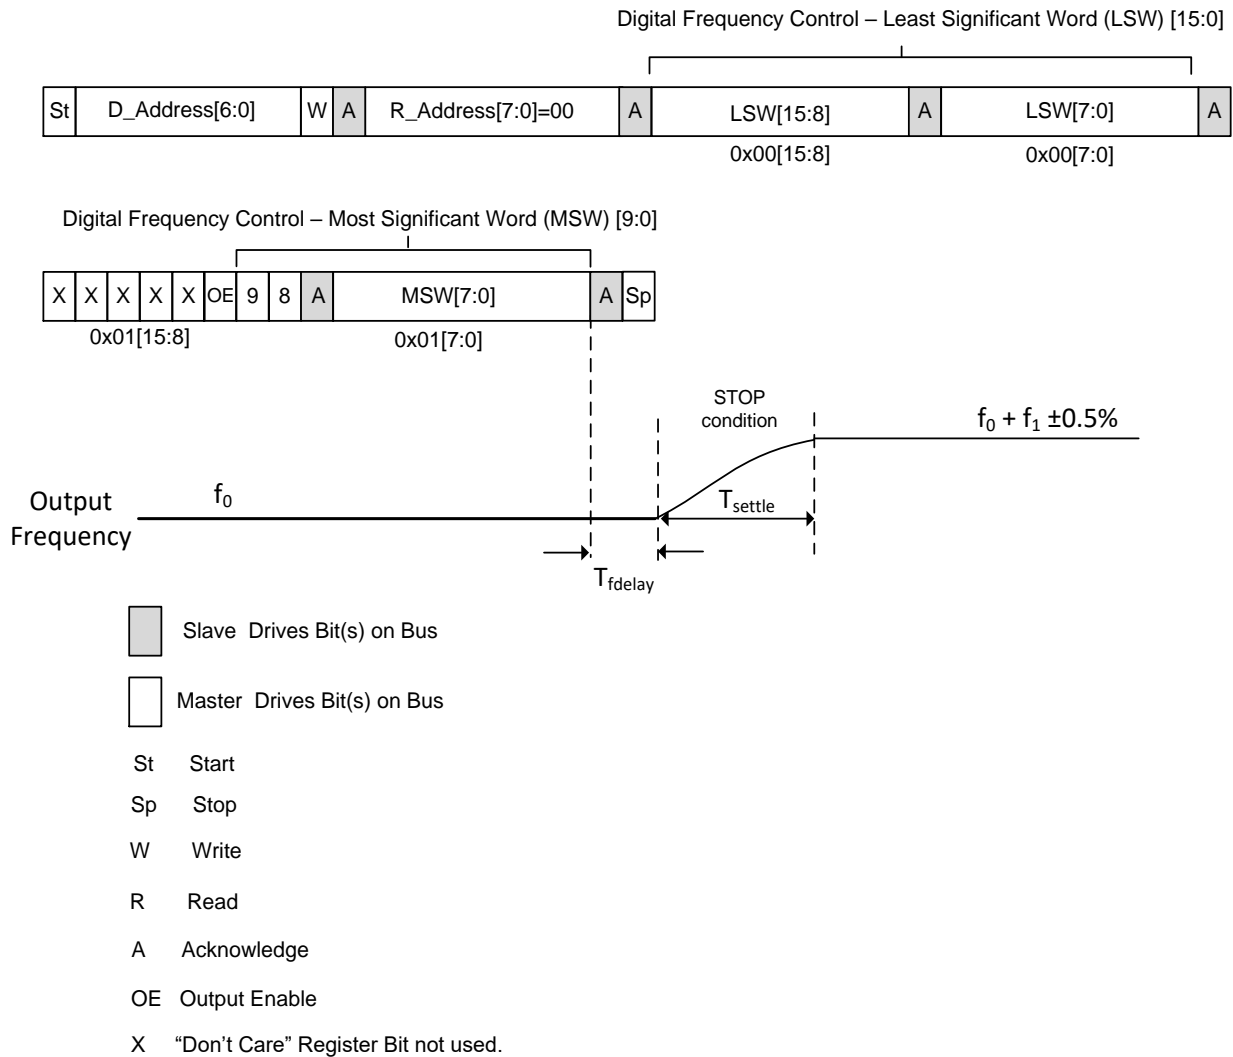 Digital Frequency Control – Least Significant Word (LSW) [15:0]
St D_Address[6:0] W A R_Address[7:0]=00 A LSW[15:8] A LSW[7:0] A
0x00[15:8] 0x00[7:0]
Digital Frequency Control – Most Significant Word (MSW) [9:0]
X X X X X OE 9 8 A MSW[7:0] A Sp
0x01[15:8] 0x01[7:0]
STOP
condition
f0 + f1 ±0.5%
Output
Frequency
f0
Tsettle
Tfdelay
Slave Drives Bit(s) on Bus
Master Drives Bit(s) on Bus
St Start
Sp Stop
W Write
R Read
A Acknowledge
OE Output Enable
X “Don’t Care” Register Bit not used.